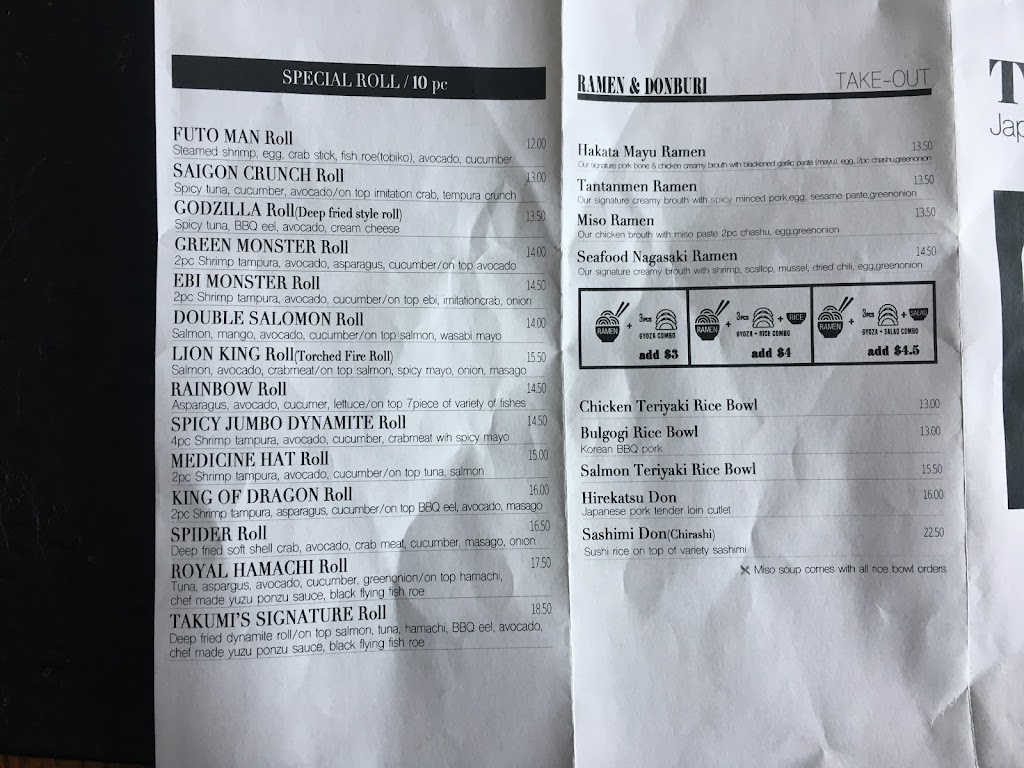 SPECIAL ROLL / 10 pc
FUTO MAN Roll 12.00
Steamed shrimp, egg, crab stick, fish roe(tobiko), avocado, cucumber
SAIGON CRUNCH Roll 13.00
Spicy tuna, cucumber, avocado/on top imitation crab, tempura crunch
GODZILLA Roll(Deep fried style roll) 13.50
Spicy tuna, BBQ eel, avocado, cream cheese
GREEN MONSTER Roll 14.00
2pc Shrimp tampura, avocado, asparagus, cucumber/on top avocado
EBI MONSTER Roll 14.50
2pc Shrimp tampura, avocado, cucumber/on top ebi, imitationcrab, onion
DOUBLE SALOMON Roll 14.00
Salmon, mango, avocado, cucumber/on top salmon, wasabi mayo
LION KING Roll(Torched Fire Roll) 15.50
Salmon, avocado, crabmeat/on top salmon, spicy mayo, onion, masago
RAINBOW Roll 14.50
Asparagus, avocado, cucumer, lettuce/on top 7piece of variety of fishes
SPICY JUMBO DYNAMITE Roll 14.50
4pc Shrimp tampura, avocado, cucumber, crabmeat wih spicy mayo
MEDICINE HAT Roll 15.00
2pc Shrimp tampura, avocado, cucumber/on top tuna, salmon
KING OF DRAGON Roll 16.00
2pc Shrimp tampura, asparagus, cucumber/on top BBQ eel, avocado, masago
SPIDER Roll 16.50
Deep fried soft shell crab, avocado, crab meat, cucumber, masago, onion
ROYAL HAMACHI Roll 17.50
Tuna, aspargus, avocado, cucumber, greenonion/on top hamachi,
chef made yuzu ponzu sauce, black flying fish roe
TAKUMI'S SIGNATURE Roll 18.50
Deep fried dynamite roll/on top salmon, tuna, hamachi, BBQ eel, avocado,
chef made yuzu ponzu sauce, black flying fish roe
RAMEN & DONBURI TAKE-OUT
Hakata Mayu Ramen 13.50
Our signature pork bone & chicken creamy broth with blackened garlic paste (mayu), egg, 2pc chashu,greenonion
Tantanmen Ramen 13.50
Our signature creamy broth with spicy minced pork,egg, sesame paste,greenonion
Miso Ramen 13.50
Our chicken broth with miso paste 2pc chashu, egg,greenonion
Seafood Nagasaki Ramen 14.50
Our signature creamy broth with shrimp, scallop, mussel, dried chili, egg,greenonion
RAMEN + 3PCS GYOZA COMBO
add $3
RAMEN + 3PCS + RICE GYOZA + RICE COMBO
add $4
RAMEN + 3PCS + SALAD GYOZA + SALAD COMBO
add $4.5
Chicken Teriyaki Rice Bowl 13.00
Bulgogi Rice Bowl 13.00
Korean BBQ pork
Salmon Teriyaki Rice Bowl 15.50
Hirekatsu Don 16.00
Japanese pork tender loin cutlet
Sashimi Don(Chirashi) 22.50
Sushi rice on top of variety sashimi
Miso soup comes with all rice bowl orders.